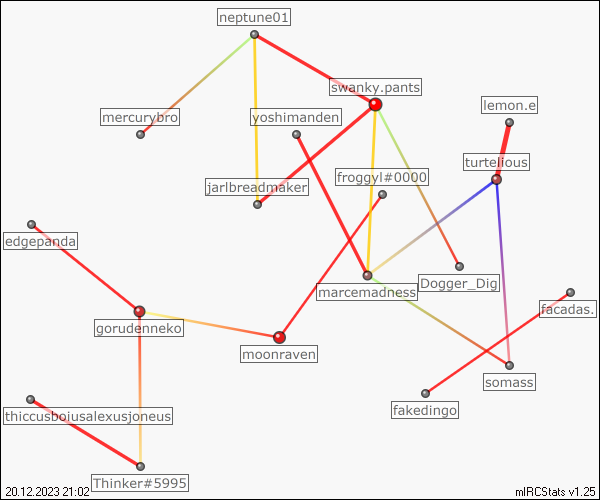 neptune01
swanky.pants
lemon.e
mercurybro
yoshimanden
turtelious
froggyl#0000
jarlbreadmaker
edgepanda
Dogger_Dig
marcemadness
facadas.
gorudenneko
moonraven
somass
fakedingo
thiccusboiusalexusjoneus
Thinker#5995
20.12.2023 21:02
mIRCStats v1.25